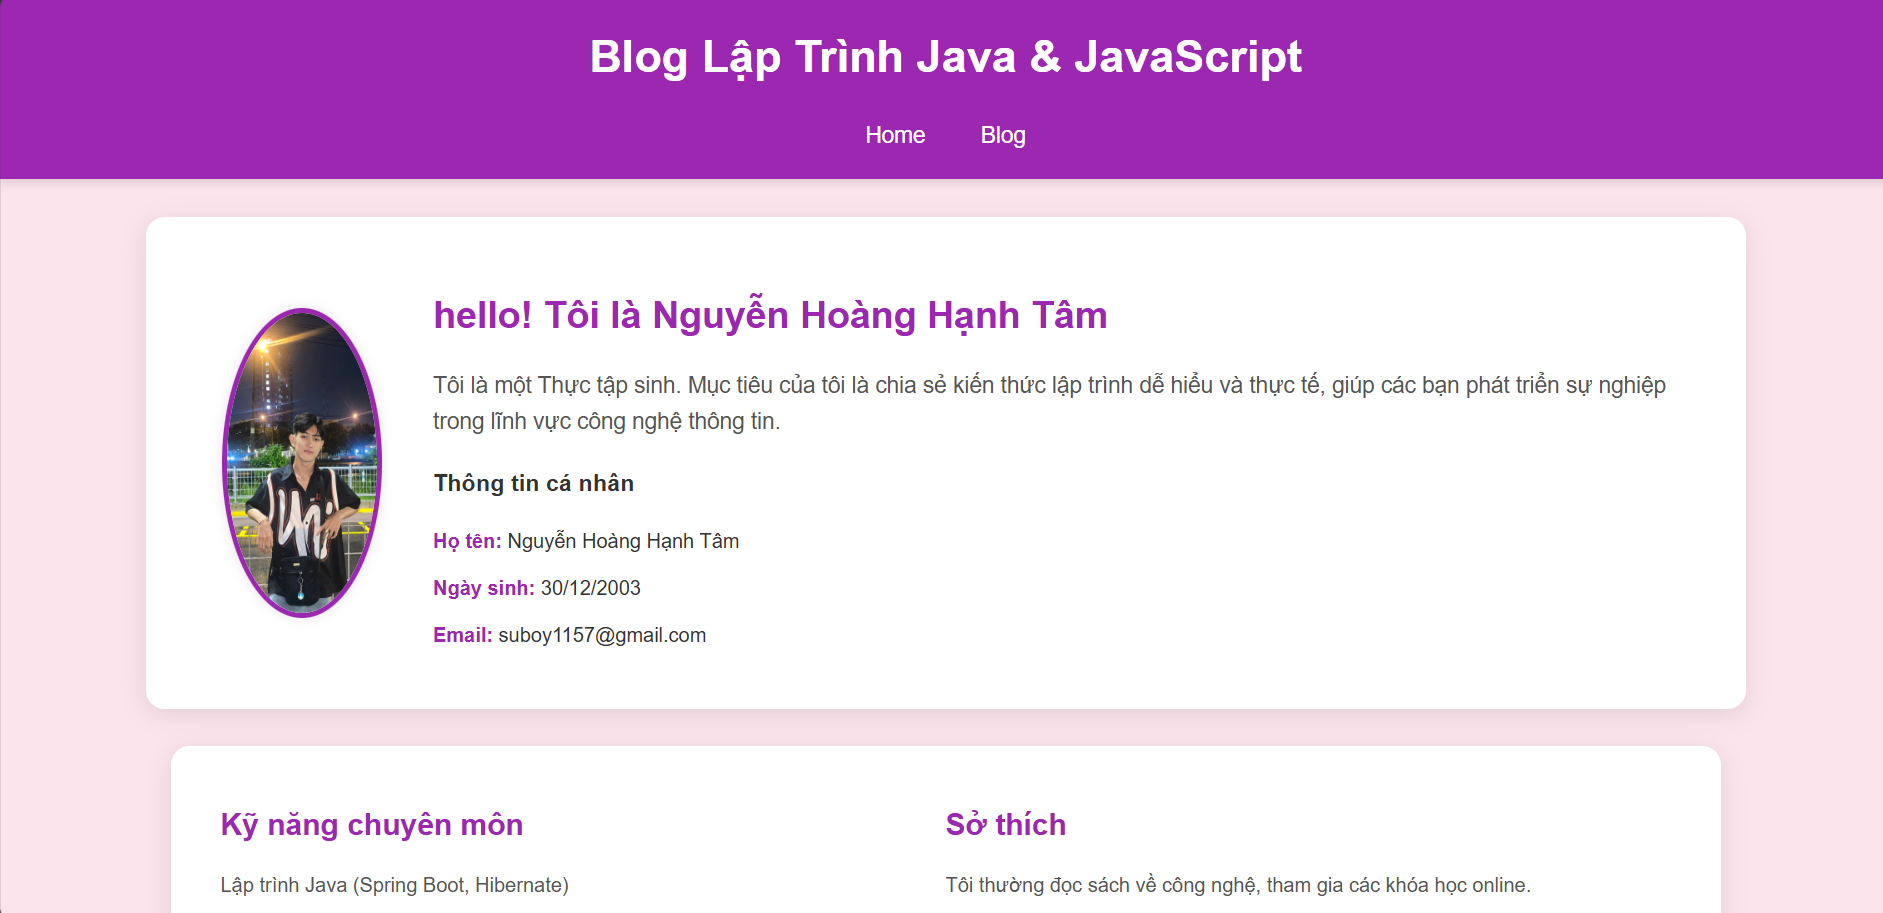 Blog Lập Trình Java & JavaScript
Home Blog
hello! Tôi là Nguyễn Hoàng Hạnh Tâm
Tôi là một Thực tập sinh. Mục tiêu của tôi là chia sẻ kiến thức lập trình dễ hiểu và thực tế, giúp các bạn phát triển sự nghiệp
trong lĩnh vực công nghệ thông tin.
Thông tin cá nhân
Họ tên: Nguyễn Hoàng Hạnh Tâm
Ngày sinh: 30/12/2003
Email: suboy1157@gmail.com
Kỹ năng chuyên môn
Lập trình Java (Spring Boot, Hibernate)
Sở thích
Tôi thường đọc sách về công nghệ, tham gia các khóa học online.